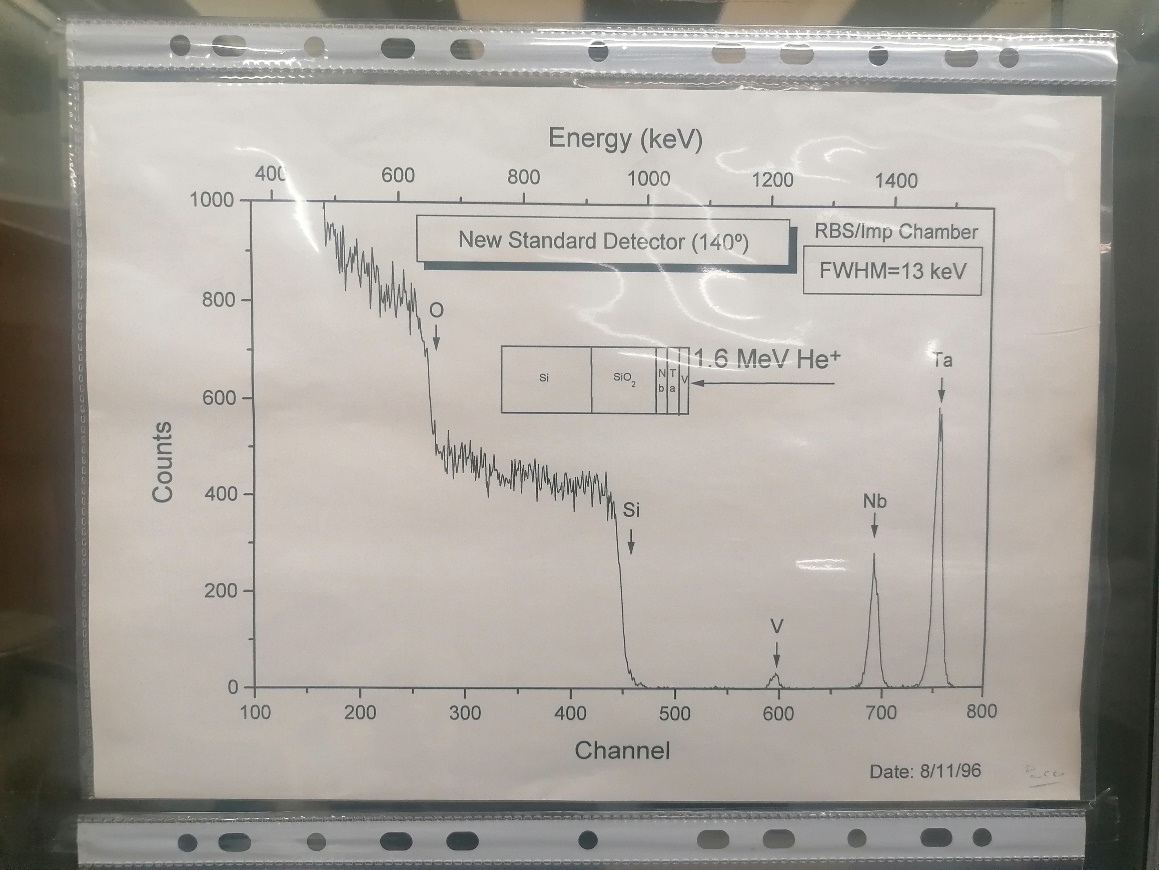 Energy (keV)
400 600 800 1000 1200 1400
1000
800
600
400
200
0
Counts
New Standard Detector (140º)
RBS/Imp Chamber
FWHM=13 keV
O
Si
SiO2
Nb
Ta
V
1.6 MeV He+
Ta
Nb
Si
V
100 200 300 400 500 600 700 800
Channel
Date: 8/11/96